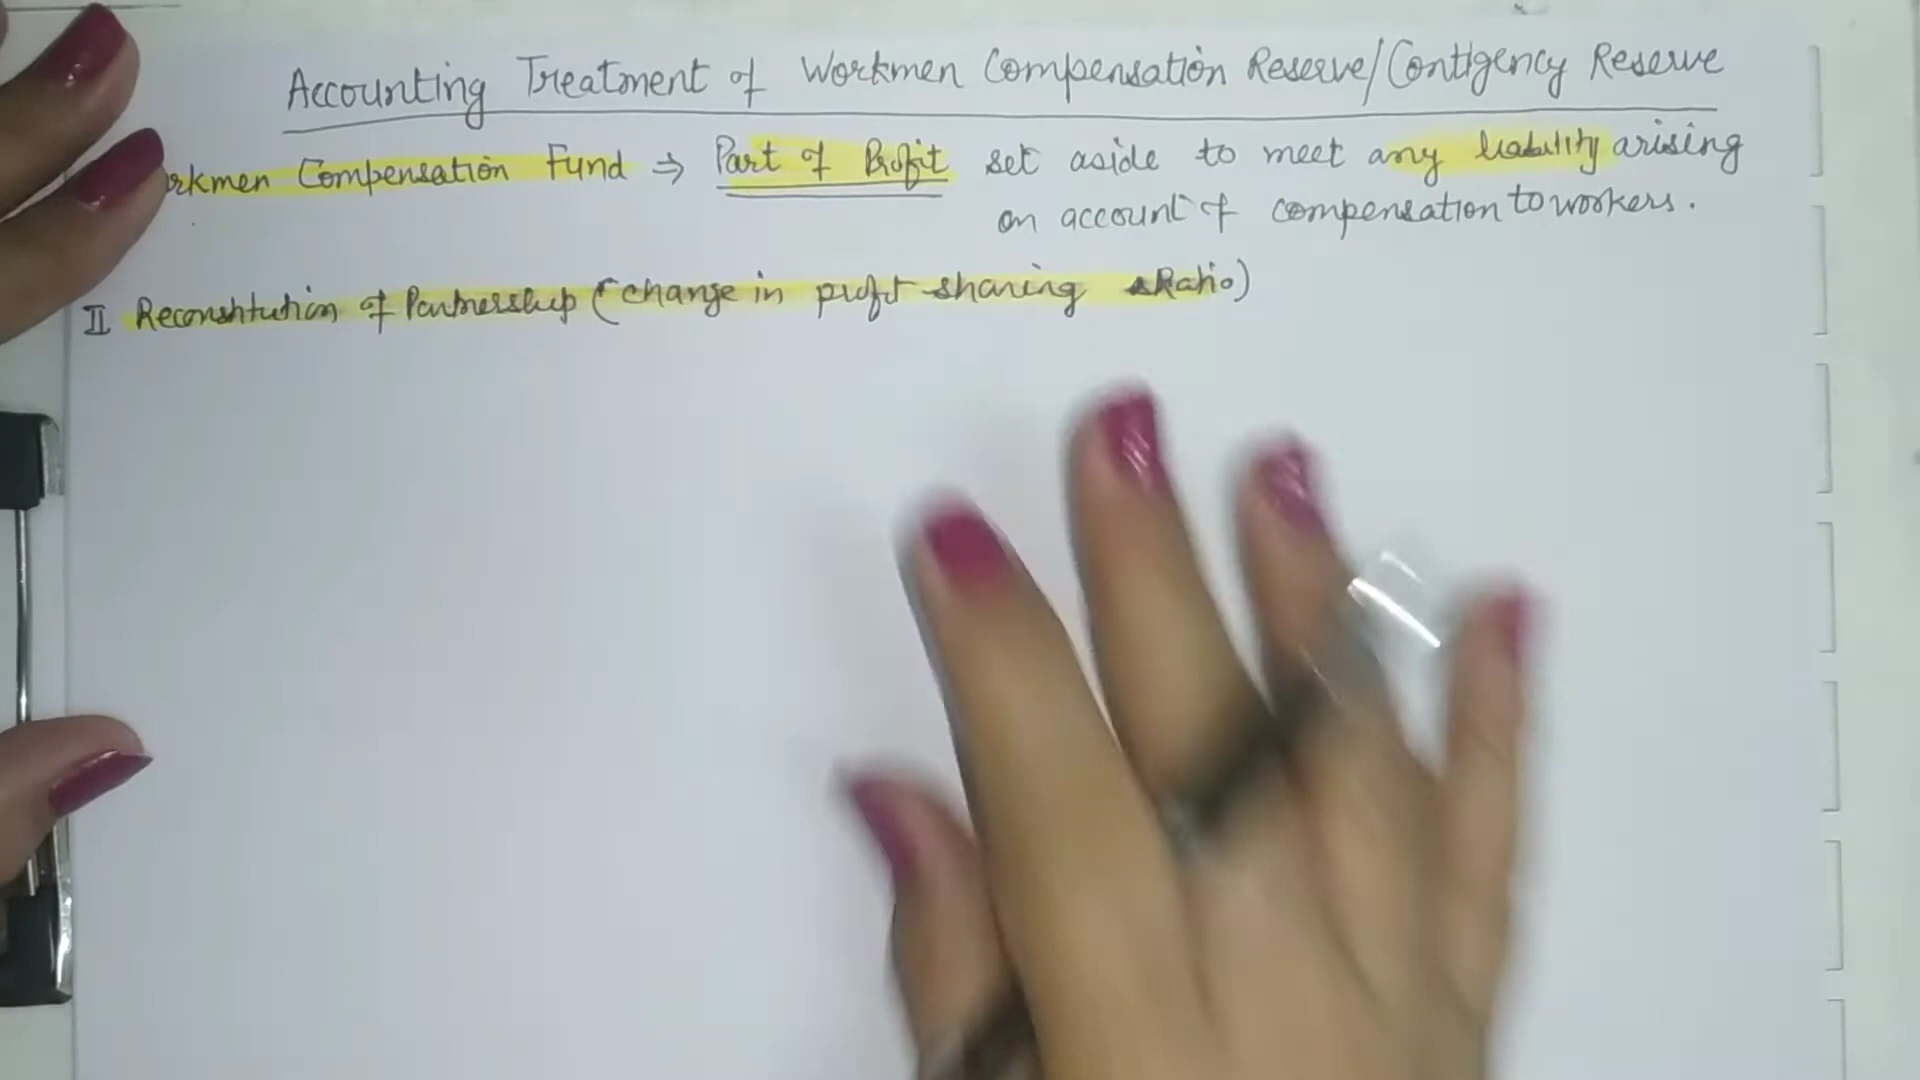 Accounting Treatment of Workmen Compensation Reserve/Contigency Reserve
rkmen Compensation Fund ⇒ Part of Profit set aside to meet any liability arising
on account of compensation to workers.
II Reconstitution of Partnership (change in profit sharing Ratio)